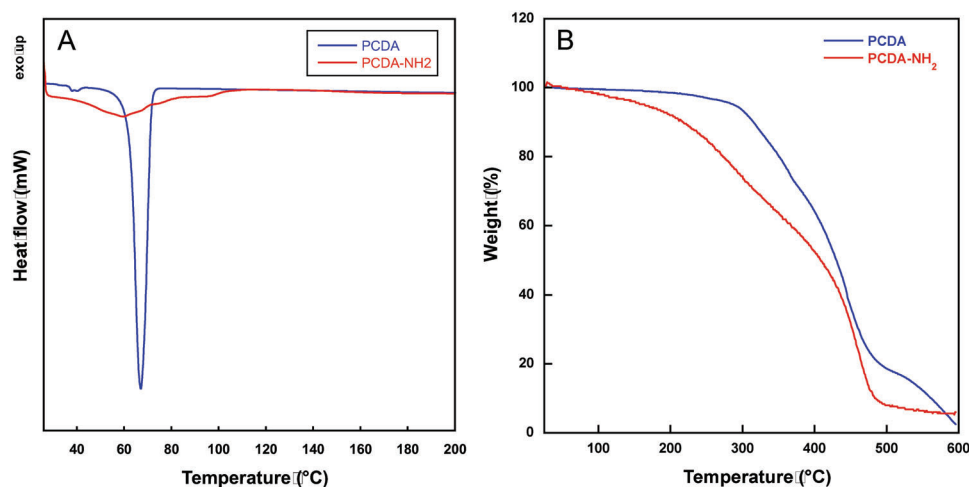 A
exo up
PCDA
PCDA-NH2
Heat flow (mW)
20 40 60 80 100 120 140 160 180 200
Temperature (°C)
B
PCDA
PCDA-NH2
120
100
80
60
40
20
0
Weight (%)
100 200 300 400 500 600
Temperature (°C)